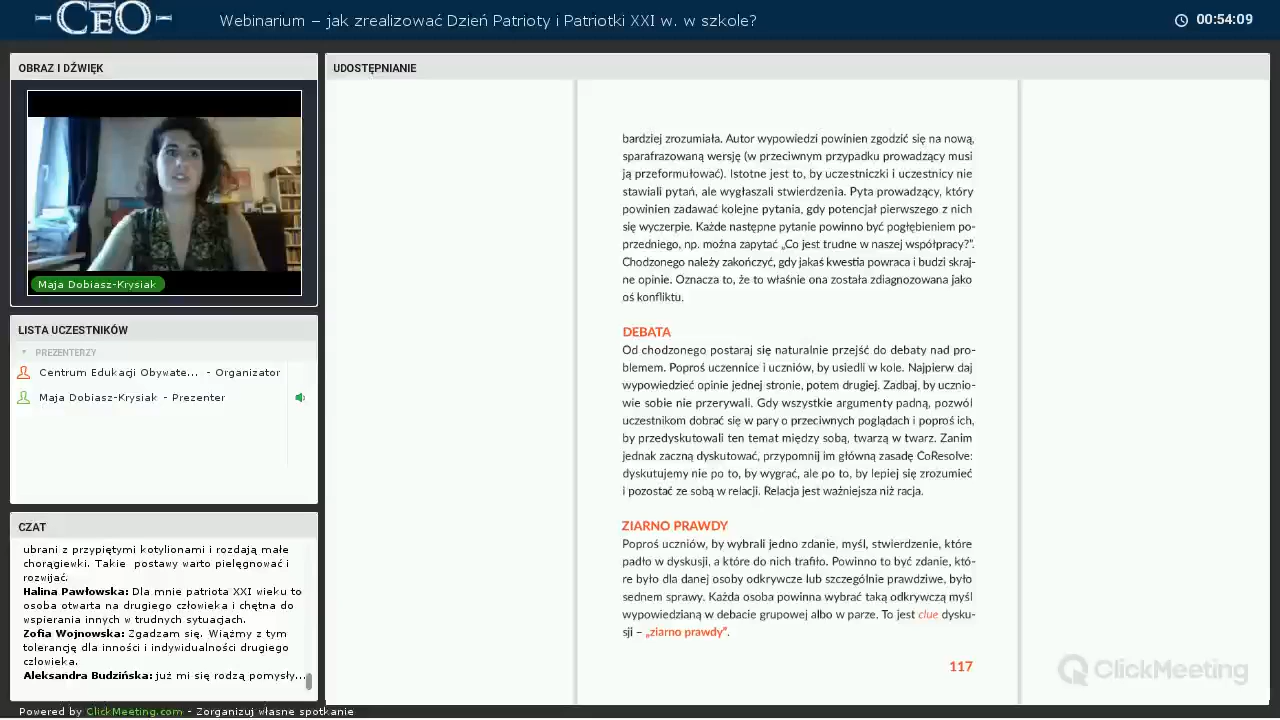 CEO
Webinarium – jak zrealizować Dzień Patrioty i Patriotki XXI w. w szkole?
00:54:09
OBRAZ I DŹWIĘK
Maja Dobiasz-Krysiak
LISTA UCZESTNIKÓW
PREZENTERZY
Centrum Edukacji Obywate... - Organizator
Maja Dobiasz-Krysiak - Prezenter
CZAT
ubrani z przypiętymi kotylionami i rozdają małe
chorągiewki. Takie postawy warto pielęgnować i
rozwijać.
Halina Pawłowska: Dla mnie patriota XXI wieku to
osoba otwarta na drugiego człowieka i chętna do
wspierania innych w trudnych sytuacjach.
Zofia Wojnowska: Zgadzam się. Wiążmy z tym
tolerancję dla inności i indywidualności drugiego
człowieka.
Aleksandra Budzińska: już mi się rodzą pomysły...
UDOSTĘPNIANIE
bardziej zrozumiała. Autor wypowiedzi powinien zgodzić się na nową,
sparafrazowaną wersję (w przeciwnym przypadku prowadzący musi
ją przeformułować). Istotne jest to, by uczestniczki i uczestnicy nie
stawiali pytań, ale wygłaszali stwierdzenia. Pyta prowadzący, który
powinien zadawać kolejne pytania, gdy potencjał pierwszego z nich
się wyczerpie. Każde następne pytanie powinno być pogłębieniem po-
przedniego, np. można zapytać „Co jest trudne w naszej współpracy?”.
Chodzonego należy zakończyć, gdy jakaś kwestia powraca i budzi skraj-
ne opinie. Oznacza to, że to właśnie ona została zdiagnozowana jako
oś konfliktu.
DEBATA
Od chodzonego postaraj się naturalnie przejść do debaty nad pro-
blemem. Poproś uczennice i uczniów, by usiedli w kole. Najpierw daj
wypowiedzieć opinie jednej stronie, potem drugiej. Zadbaj, by ucznio-
wie sobie nie przerywali. Gdy wszystkie argumenty padną, pozwól
uczestnikom dobrać się w pary o przeciwnych poglądach i poproś ich,
by przedyskutowali ten temat między sobą, twarzą w twarz. Zanim
jednak zaczną dyskutować, przypomnij im główną zasadę CoResolve:
dyskutujemy nie po to, by wygrać, ale po to, by lepiej się zrozumieć
i pozostać ze sobą w relacji. Relacja jest ważniejsza niż racja.
ZIARNO PRAWDY
Poproś uczniów, by wybrali jedno zdanie, myśl, stwierdzenie, które
padło w dyskusji, a które do nich trafiło. Powinno to być zdanie, któ-
re było dla danej osoby odkrywcze lub szczególnie prawdziwe, było
sednem sprawy. Każda osoba powinna wybrać taką odkrywczą myśl
wypowiedzianą w debacie grupowej albo w parze. To jest clue dysku-
sji – „ziarno prawdy”.
117
ClickMeeting
Powered by ClickMeeting.com - Zorganizuj własne spotkanie